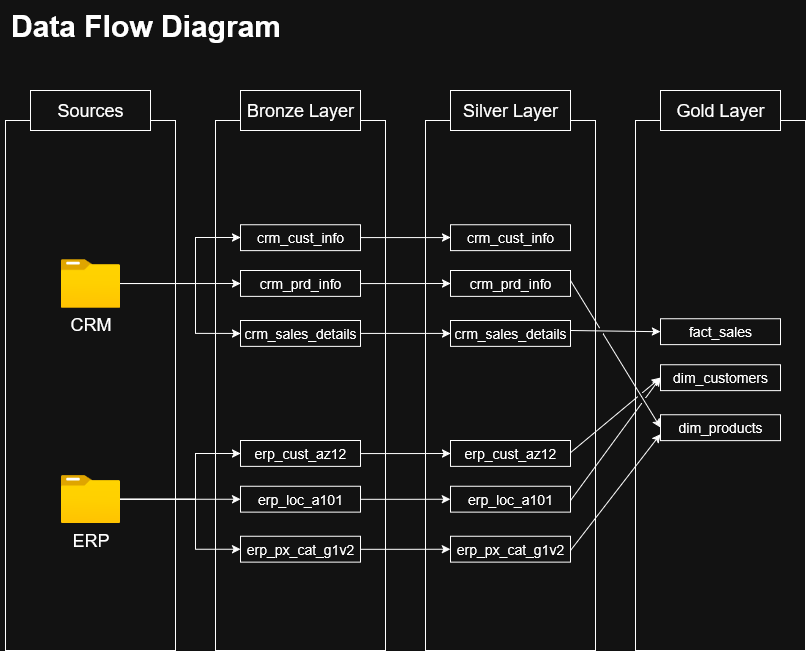 Data Flow Diagram
Sources
Bronze Layer
Silver Layer
Gold Layer
crm_cust_info
crm_cust_info
CRM
crm_prd_info
crm_prd_info
crm_sales_details
crm_sales_details
fact_sales
dim_customers
dim_products
ERP
erp_cust_az12
erp_cust_az12
erp_loc_a101
erp_loc_a101
erp_px_cat_g1v2
erp_px_cat_g1v2